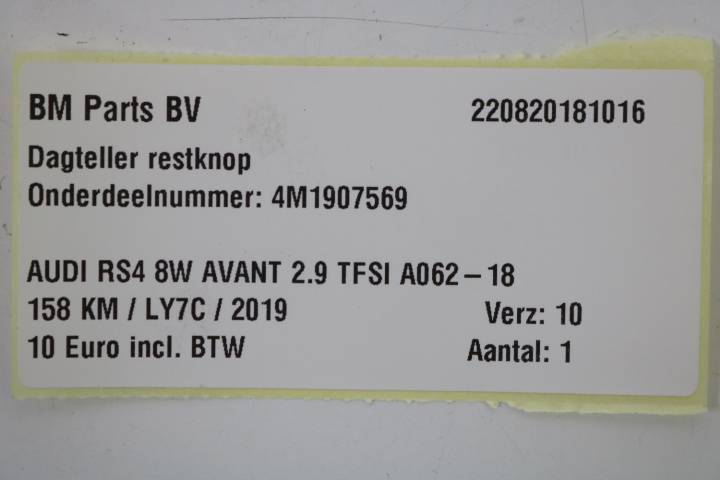 BM Parts BV 220820181016
Dagteller restknop
Onderdeelnummer: 4M1907569
AUDI RS4 8W AVANT 2.9 TFSI A062-18
158 KM / LY7C / 2019 Verz: 10
10 Euro incl. BTW Aantal: 1